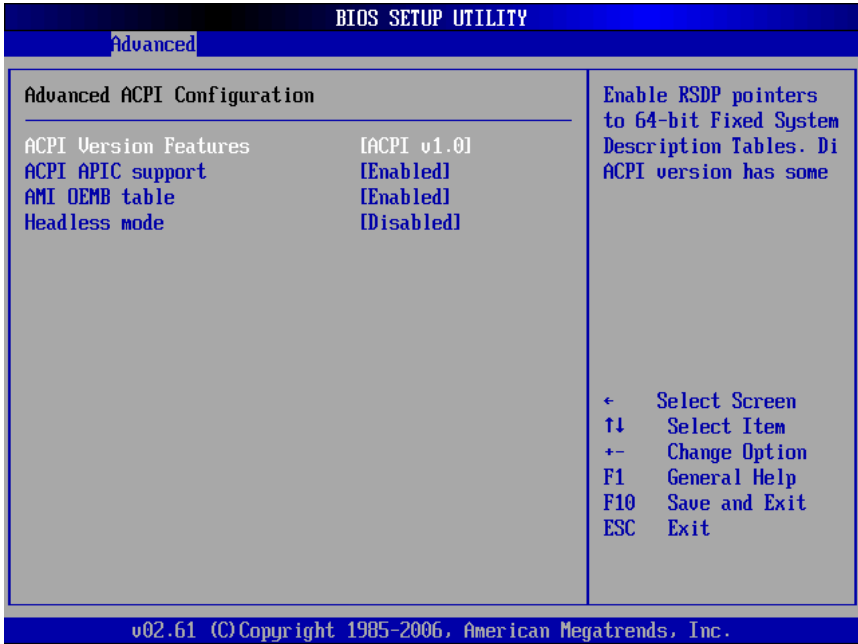 BIOS SETUP UTILITY
Advanced
Advanced ACPI Configuration
ACPI Version Features [ACPI v1.0]
ACPI APIC support [Enabled]
AMI OEMB table [Enabled]
Headless mode [Disabled]
Enable RSDP pointers
to 64-bit Fixed System
Description Tables. Di
ACPI version has some
← Select Screen
↑↓ Select Item
+- Change Option
F1 General Help
F10 Save and Exit
ESC Exit
v02.61 (C)Copyright 1985-2006, American Megatrends, Inc.